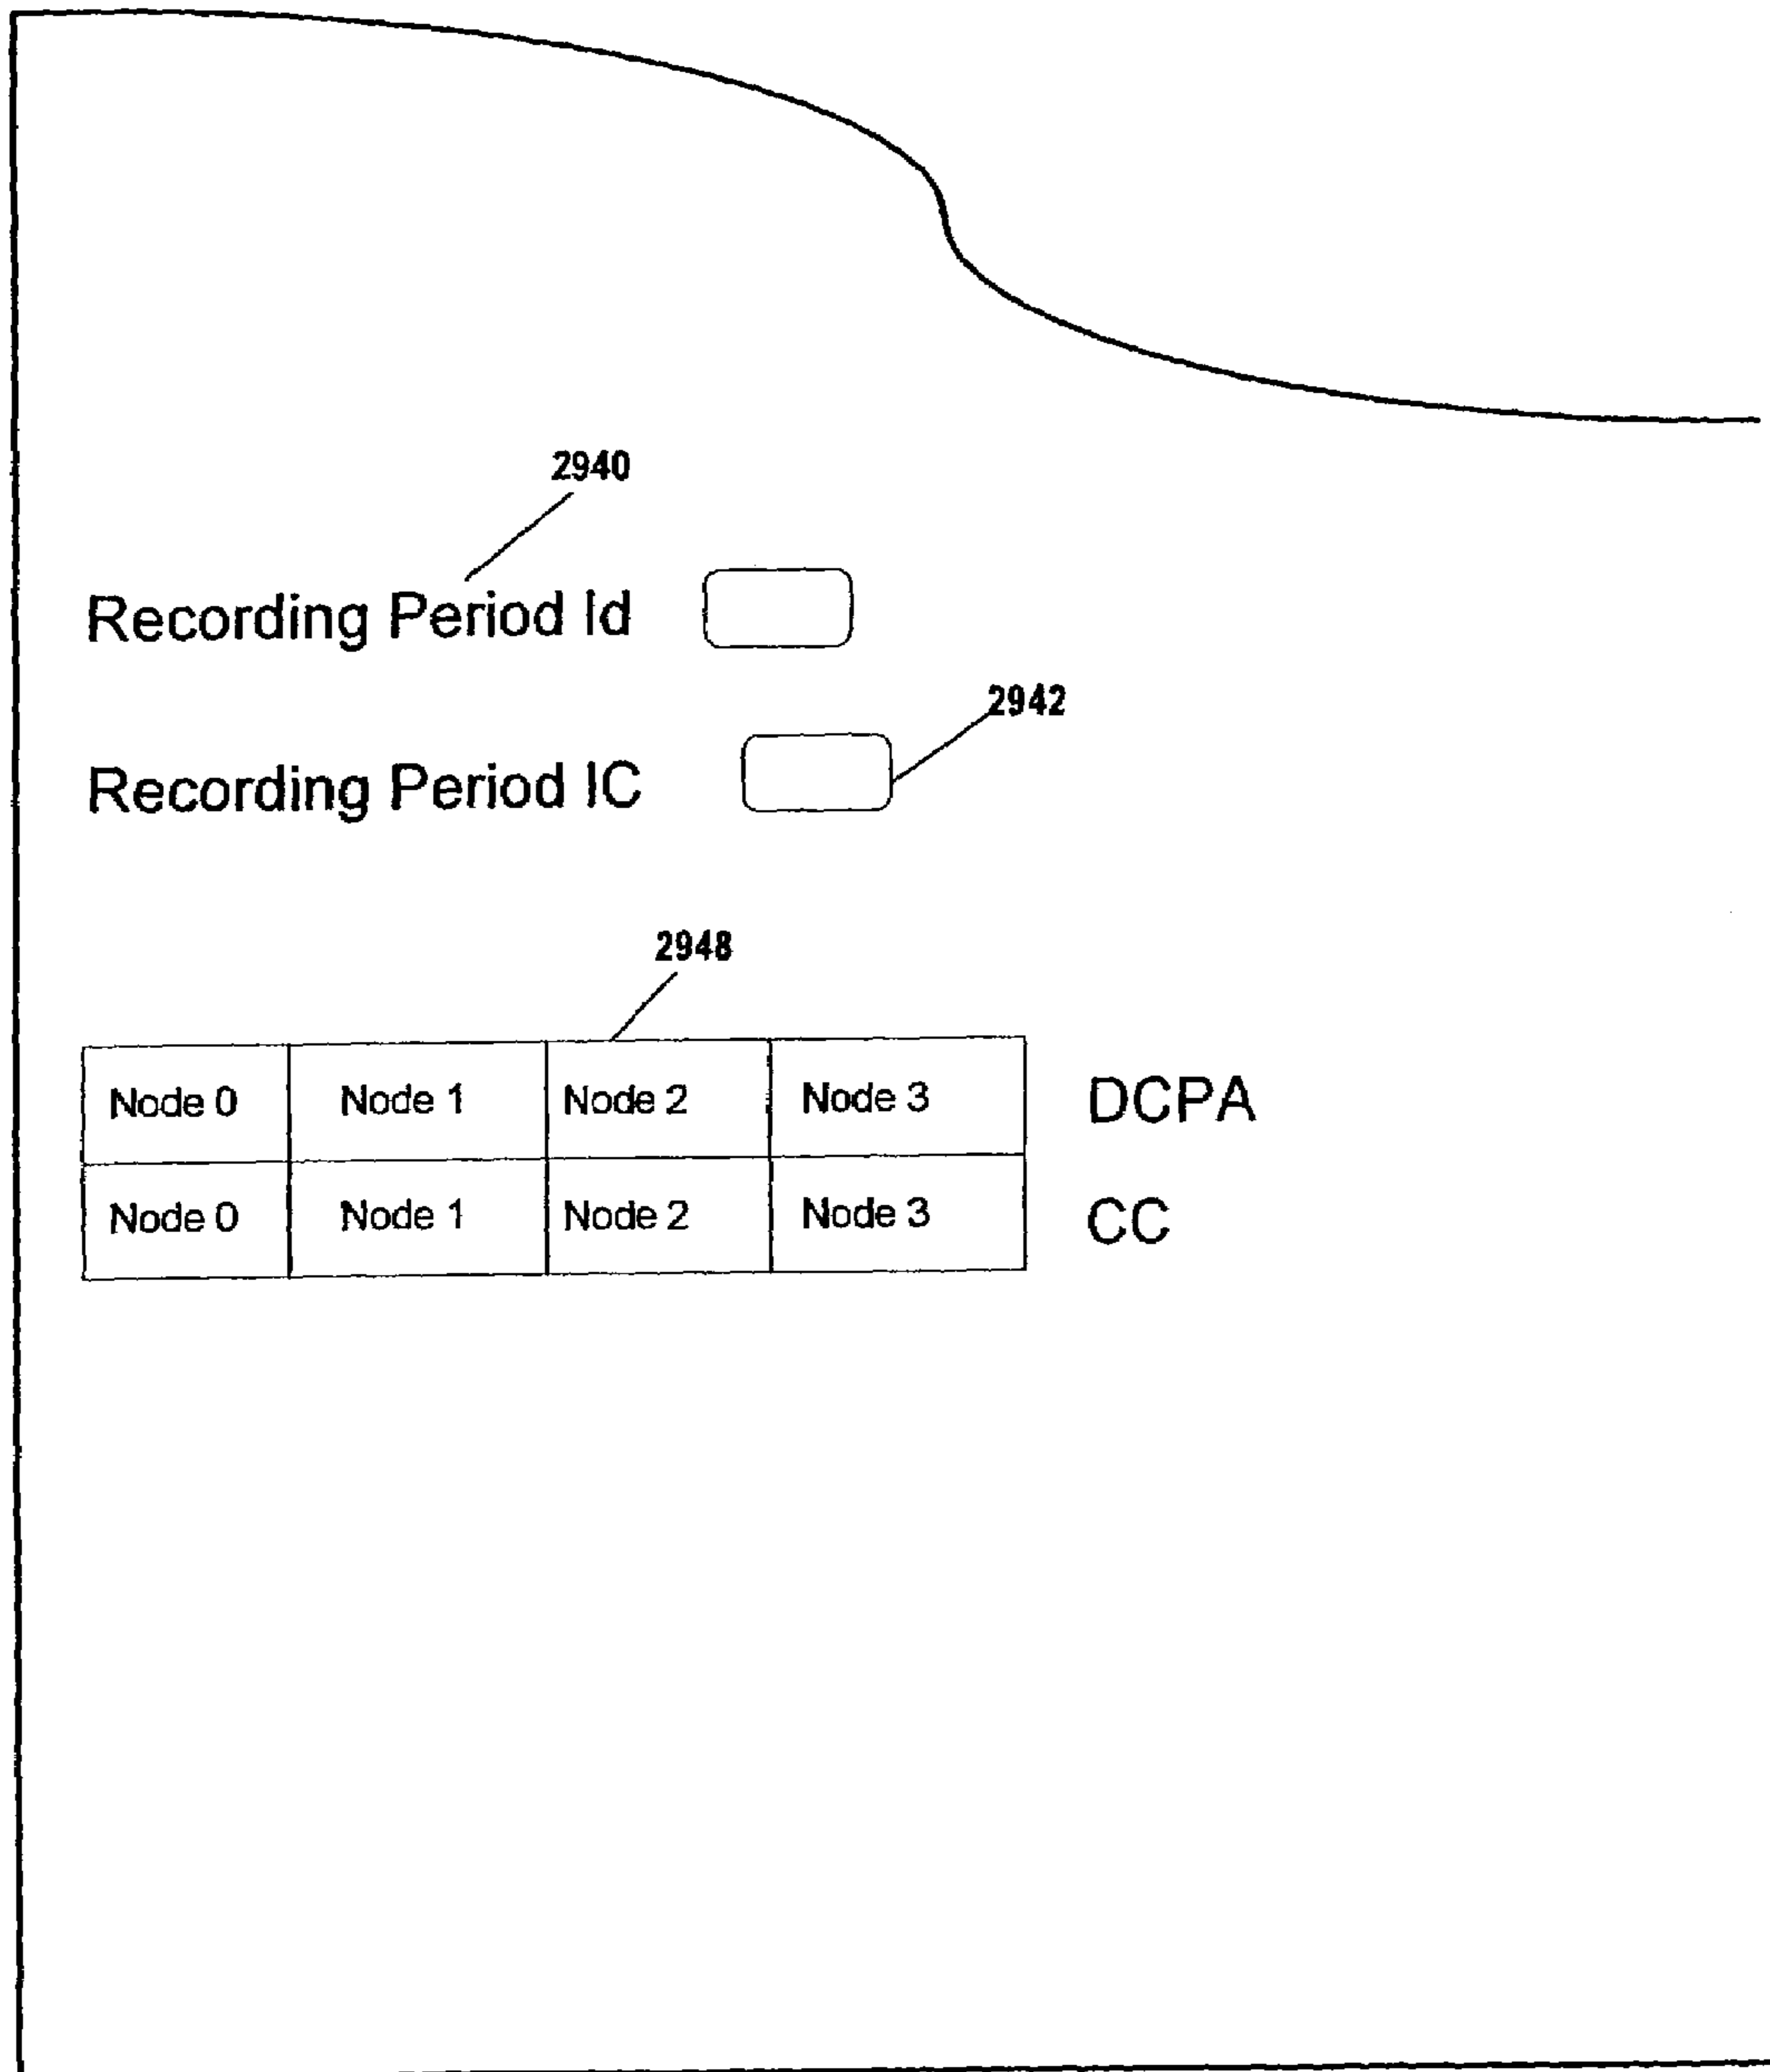 2940
Recording Period Id
2942
Recording Period IC
2948
Node 0 Node 1 Node 2 Node 3 DCPA
Node 0 Node 1 Node 2 Node 3 CC